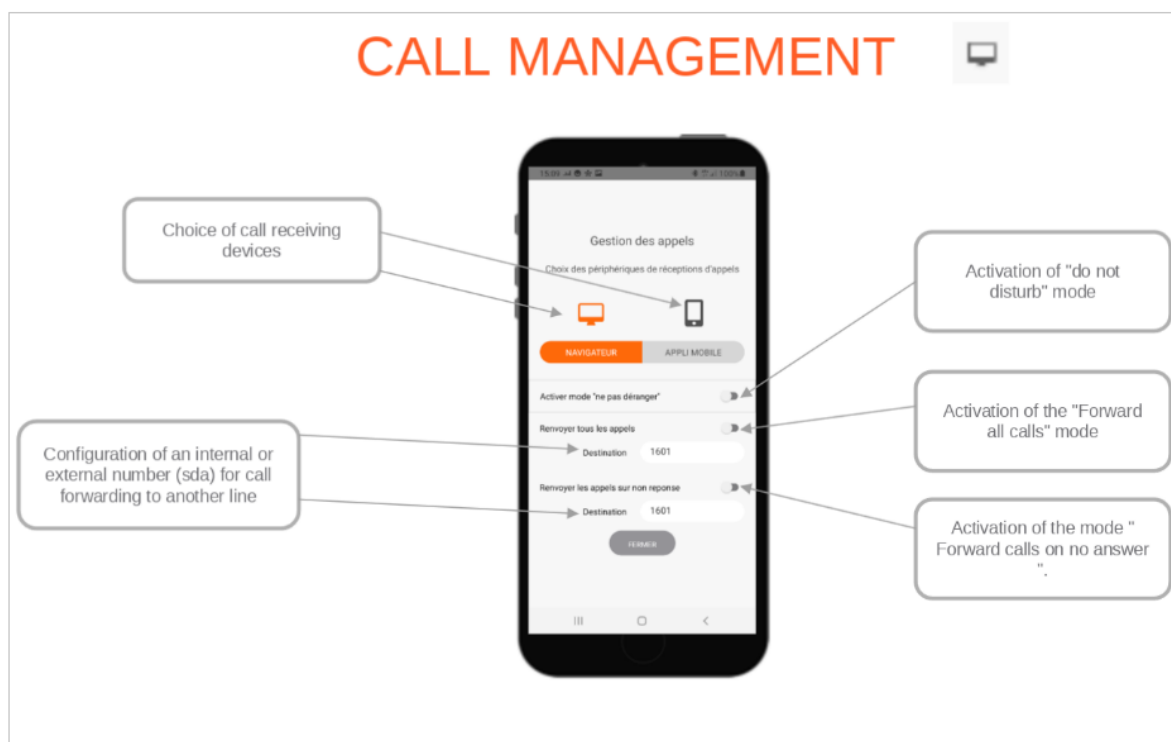 CALL MANAGEMENT
15:09
100%
Choice of call receiving
devices
Gestion des appels
Choix des périphériques de réceptions d'appels
NAVIGATEUR
APPLI MOBILE
Activation of "do not
disturb" mode
Activer mode "ne pas déranger"
Renvoyer tous les appels
Destination
1601
Activation of the "Forward
all calls" mode
Configuration of an internal or
external number (sda) for call
forwarding to another line
Renvoyer les appels sur non reponse
Destination
1601
FERMER
Activation of the mode "
Forward calls on no answer
".